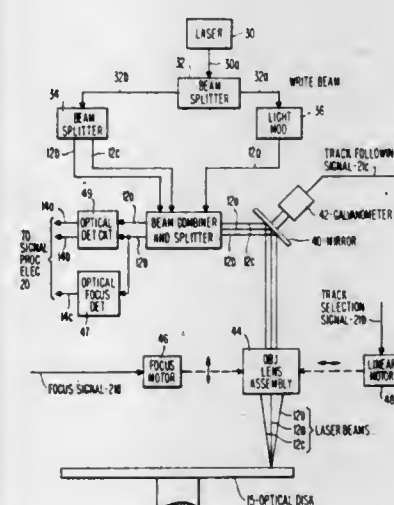 LASER 30
30a
32
32b BEAM SPLITTER 32a
WRITE BEAM
34
BEAM SPLITTER
LIGHT MOD 36
12b 12c 12a
TRACK FOLLOWING SIGNAL-21c
49
14a 12a
OPTICAL DET CKT
BEAM COMBINER AND SPLITTER
12a
42-GALVANOMETER
14b 12b
12b 12c
40-MIRROR
TO SIGNAL PROC ELEC 20
OPTICAL FOCUS DET
14c 47
TRACK SELECTION SIGNAL-21b
44
46
FOCUS MOTOR
OBJ LENS ASSEMBLY
LINEAR MOTOR
48
FOCUS SIGNAL-21d
12b
12a LASER BEAMS
12c
15-OPTICAL DISK